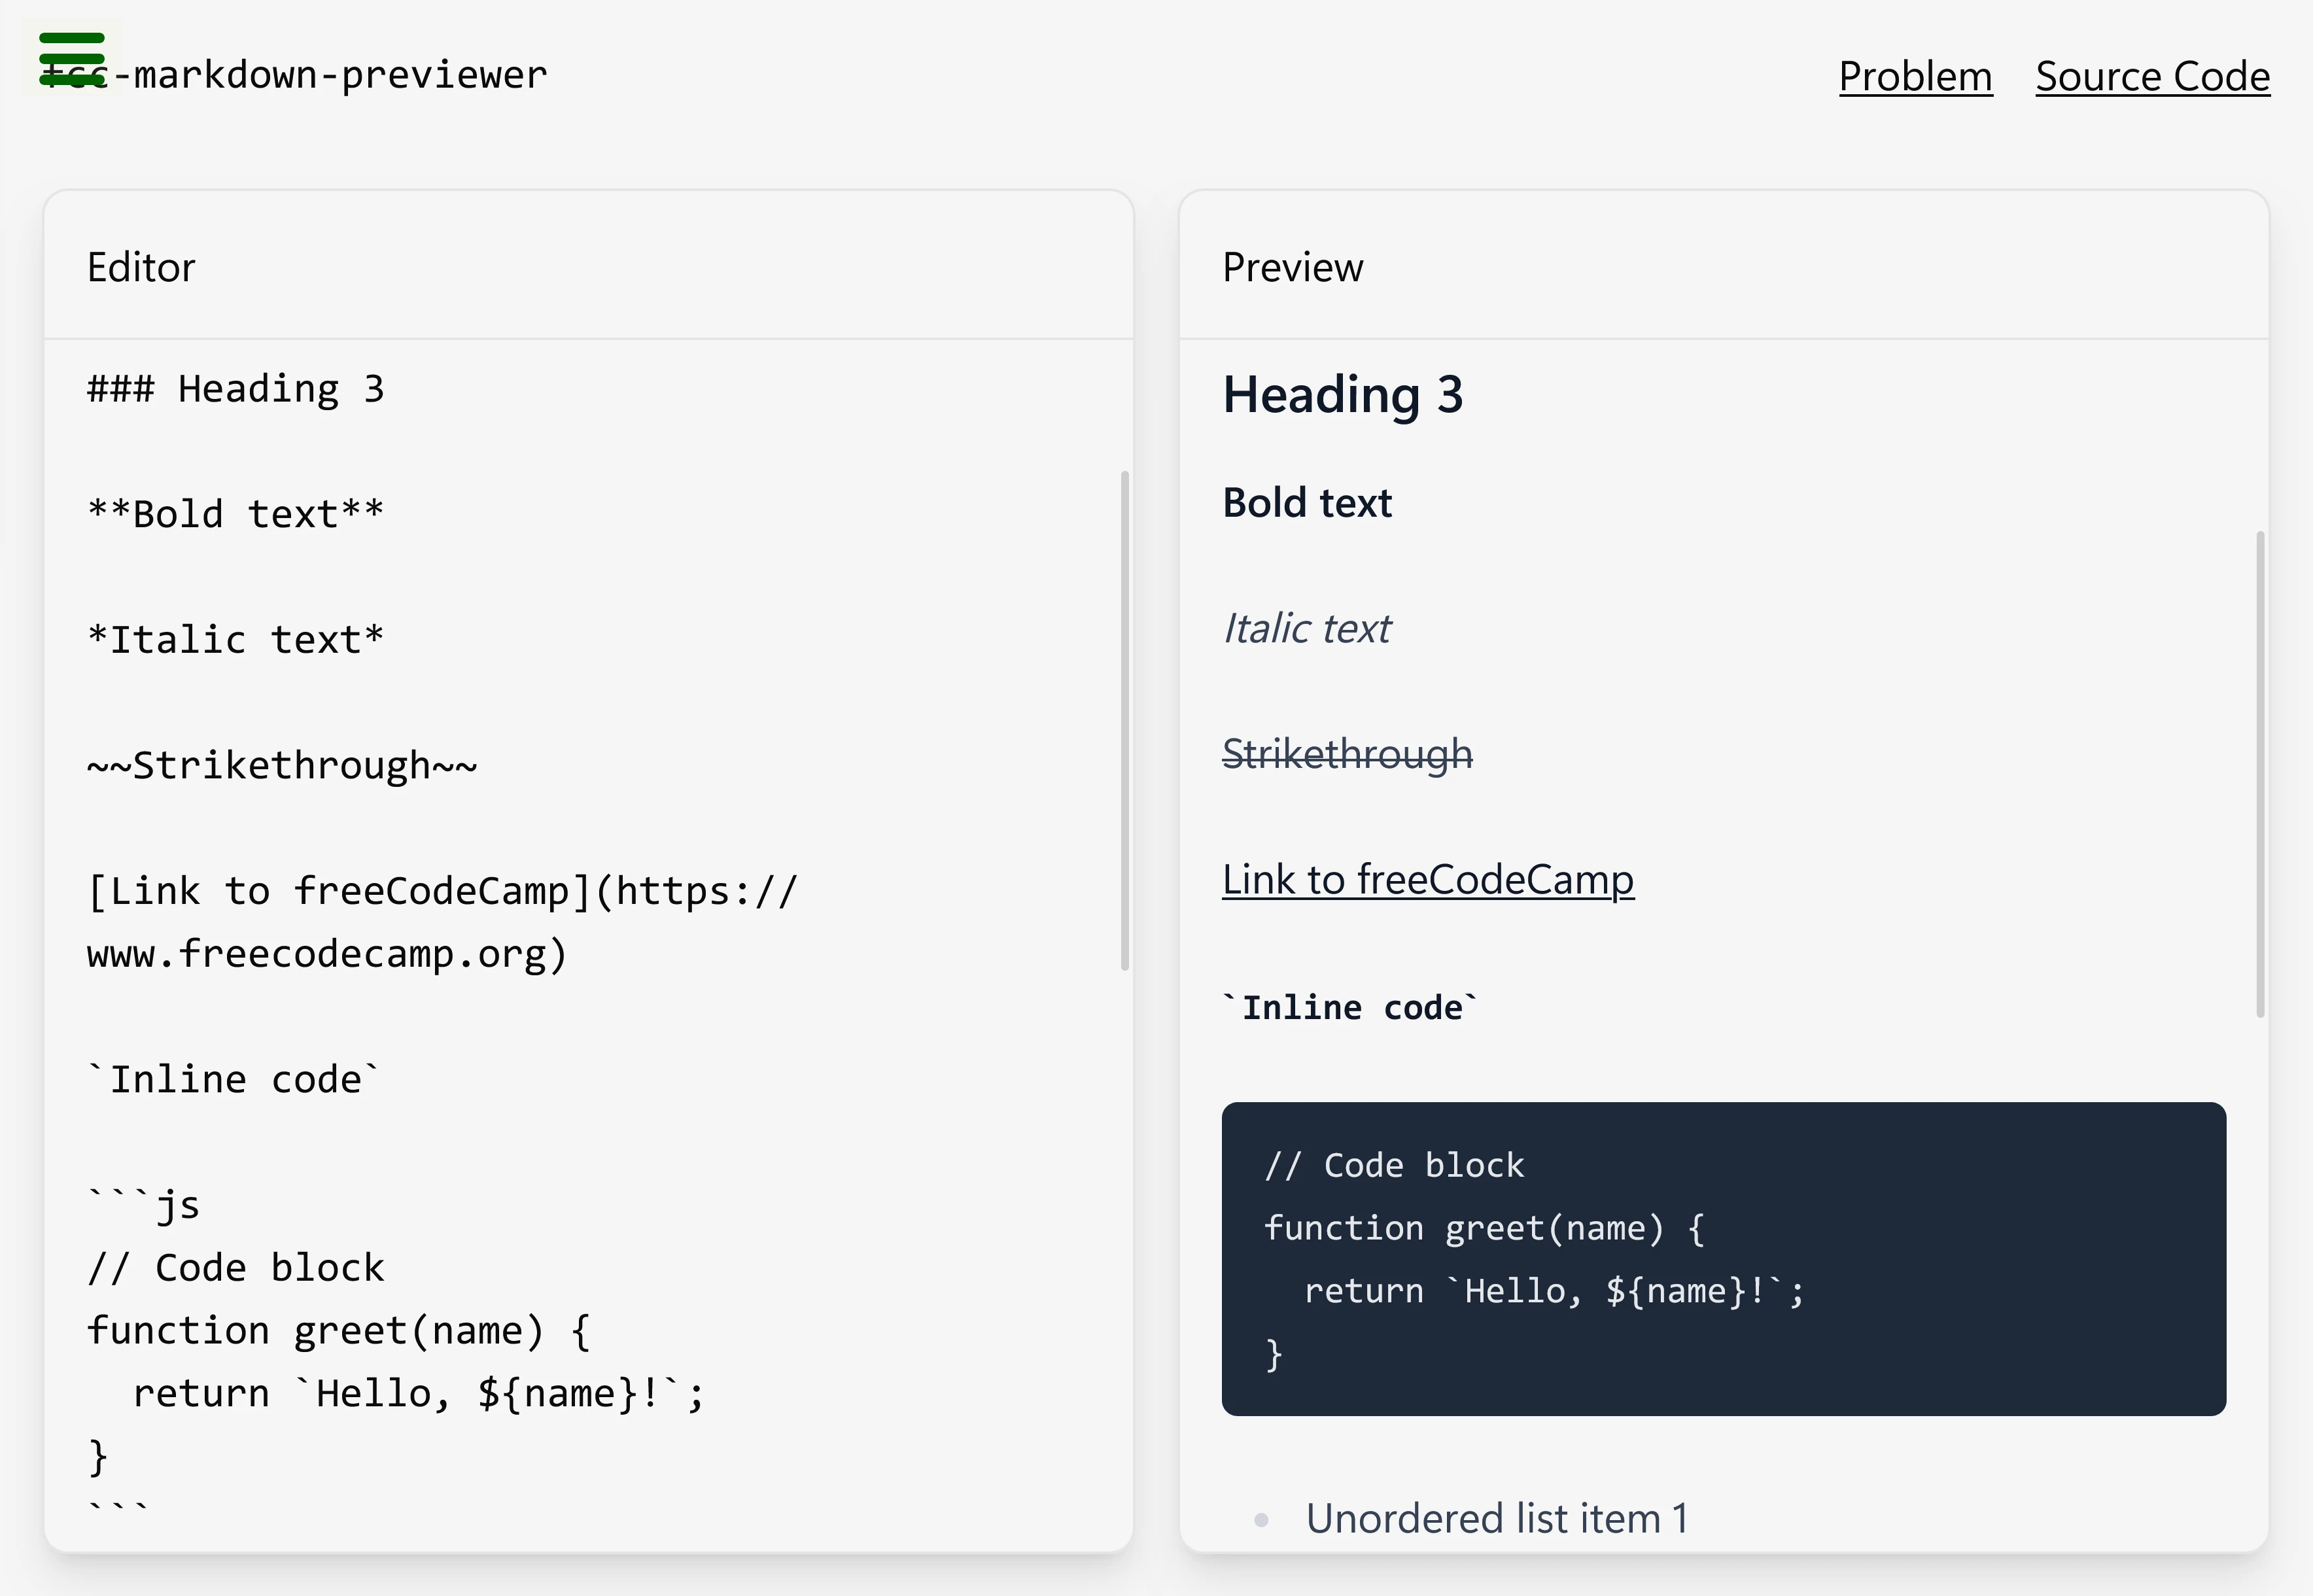 fcc-markdown-previewer
Problem Source Code
Editor
### Heading 3
**Bold text**
*Italic text*
~~Strikethrough~~
[Link to freeCodeCamp](https://
www.freecodecamp.org)
`Inline code`
```js
// Code block
function greet(name) {
  return `Hello, ${name}!`;
}
```
Preview
Heading 3
Bold text
Italic text
Strikethrough
Link to freeCodeCamp
`Inline code`
// Code block
function greet(name) {
  return `Hello, ${name}!`;
}
Unordered list item 1